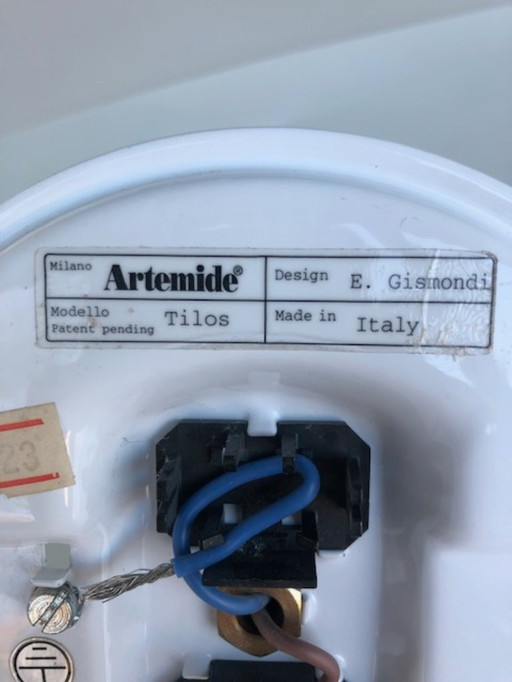 Milano Artemide®
Design E. Gismondi
Modello
Patent pending Tilos
Made in Italy
23